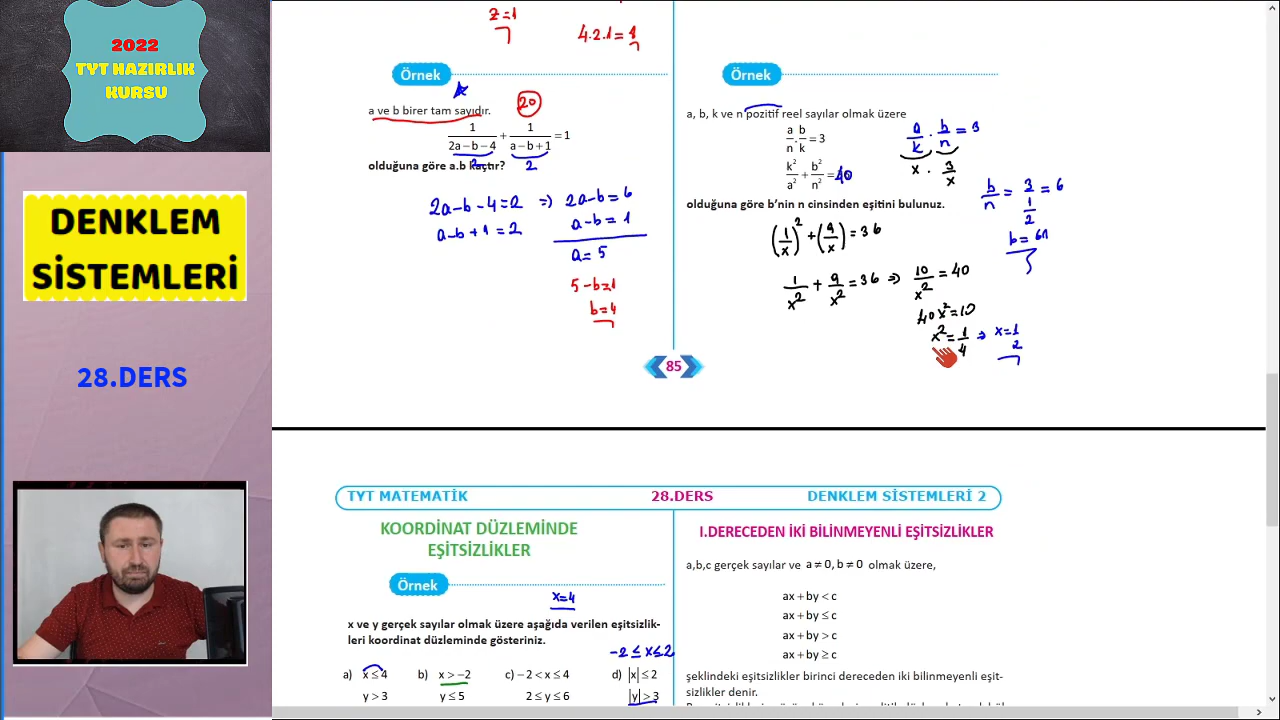 2022
TYT HAZIRLIK
KURSU
DENKLEM
SİSTEMLERİ
28.DERS
z=1
4.2.1=
Örnek
a ve b birer tam sayıdır.
20
1/(2a−b−4) + 1/(a−b+1) = 1
2 2
olduğuna göre a.b kaçtır?
2a-b-4=2 => 2a-b=6
a-b+1=2 a-b=1
a=5
5-b=1
b=4
Örnek
a, b, k ve n pozitif reel sayılar olmak üzere
a/n . b/k = 3
k²/a² + b²/n² = 40
olduğuna göre b'nin n cinsinden eşitini bulunuz.
a/k . b/n = 3
x . 3/x
b/n = 3/(1/2) = 6
b=6n
(1/x)² + (9/x) = 36
1/x² + 9/x² = 36 => 10/x² = 40
40x²=10
x² = 1/4 => x=1/2
85
TYT MATEMATİK 28.DERS DENKLEM SİSTEMLERİ 2
KOORDİNAT DÜZLEMİNDE
EŞİTSİZLİKLER
Örnek
x=4
x ve y gerçek sayılar olmak üzere aşağıda verilen eşitsizlik-
leri koordinat düzleminde gösteriniz.
-2≤x≤2
a) x ≤ 4 b) x > −2 c) − 2 < x ≤ 4 d) |x| ≤ 2
y > 3 y ≤ 5 2 ≤ y ≤ 6 |y| > 3
I.DERECEDEN İKİ BİLİNMEYENLİ EŞİTSİZLİKLER
a,b,c gerçek sayılar ve a ≠ 0, b ≠ 0 olmak üzere,
ax + by < c
ax + by ≤ c
ax + by > c
ax + by ≥ c
şeklindeki eşitsizlikler birinci dereceden iki bilinmeyenli eşit-
sizlikler denir.